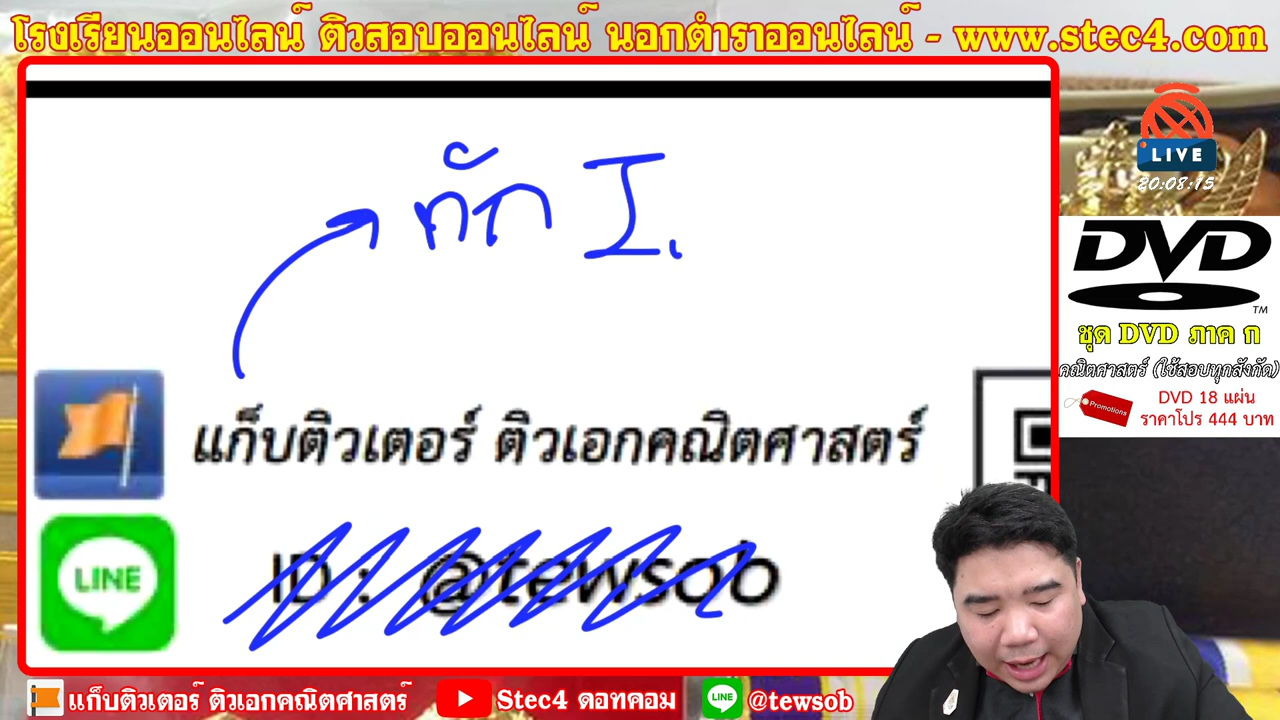 โรงเรียนออนไลน์ ติวสอบออนไลน์ นอกตำราออนไลน์ - www.stec4.com
ทัก I.
LIVE
20:08:15
DVD
TM
ชุด DVD ภาค ก
คณิตศาสตร์ (ใช้สอบทุกสังกัด)
Promotions
DVD 18 แผ่น
ราคาโปร 444 บาท
แก๊บติวเตอร์ ติวเอกคณิตศาสตร์
LINE
ID : @tewsob
แก๊บติวเตอร์ ติวเอกคณิตศาสตร์
Stec4 ดอทคอม
LINE
@tewsob